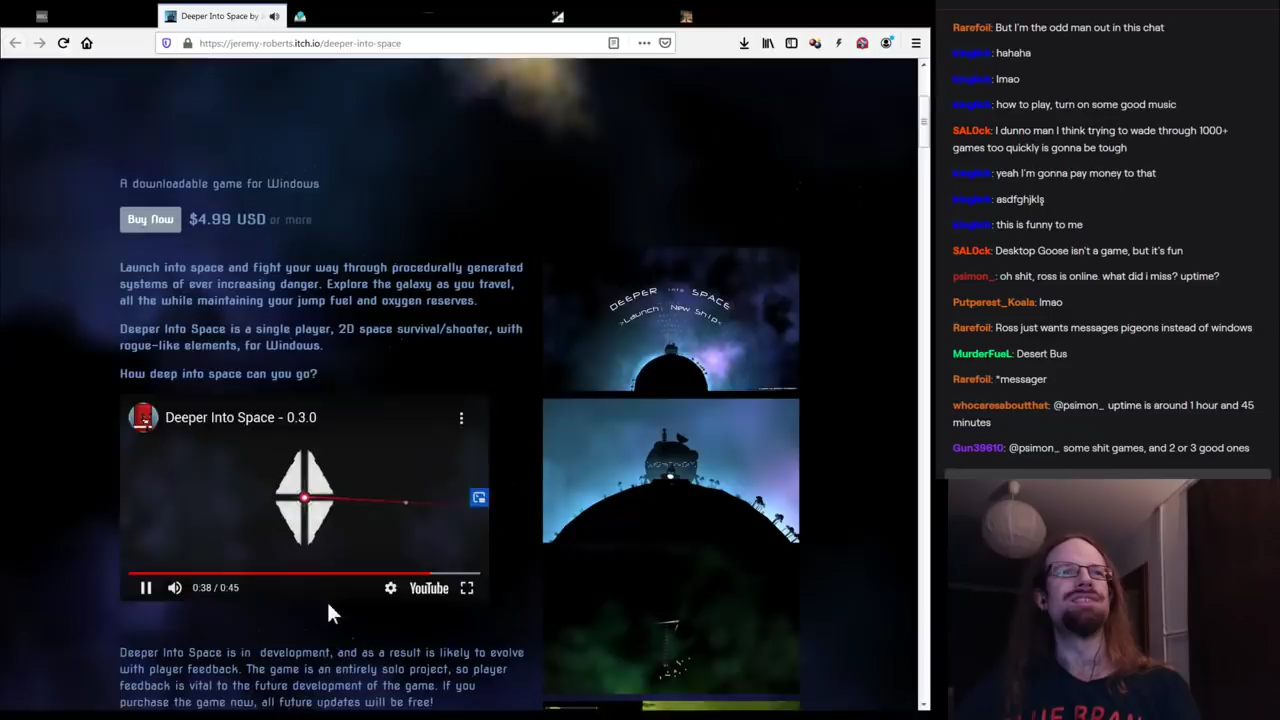 Deeper Into Space by J
https://jeremy-roberts.itch.io/deeper-into-space
A downloadable game for Windows
Buy Now $4.99 USD or more
Launch into space and fight your way through procedurally generated
systems of ever increasing danger. Explore the galaxy as you travel,
all the while maintaining your jump fuel and oxygen reserves.
Deeper Into Space is a single player, 2D space survival/shooter, with
rogue-like elements, for Windows.
How deep into space can you go?
Deeper Into Space - 0.3.0
0:38 / 0:45
YouTube
Deeper Into Space is in development, and as a result is likely to evolve
with player feedback. The game is an entirely solo project, so player
feedback is vital to the future development of the game. If you
purchase the game now, all future updates will be free!
DEEPER INTO SPACE
>Launch: New Ship<
Rarefoil: But I'm the odd man out in this chat
: hahaha
: lmao
: how to play, turn on some good music
SAL0ck: I dunno man I think trying to wade through 1000+
games too quickly is gonna be tough
: yeah I'm gonna pay money to that
: asdfghjkls
: this is funny to me
SAL0ck: Desktop Goose isn't a game, but it's fun
psimon_: oh shit, ross is online. what did i miss? uptime?
Putperest_Koala: lmao
Rarefoil: Ross just wants messages pigeons instead of windows
MurderFueL: Desert Bus
Rarefoil: *messager
whocaresaboutthat: @psimon_ uptime is around 1 hour and 45
minutes
Gun39610: @psimon_ some shit games, and 2 or 3 good ones
BLUE BRAN